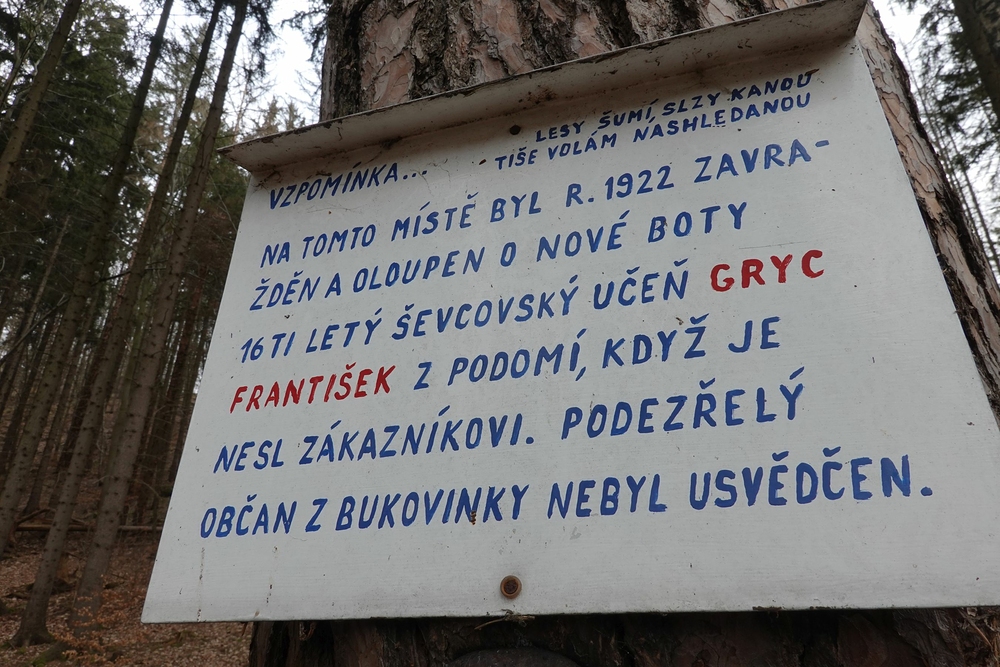 LESY ŠUMÍ, SLZY KANOU
TIŠE VOLÁM NASHLEDANOU
VZPOMÍNKA...
NA TOMTO MÍSTĚ BYL R. 1922 ZAVRA-
ŽDĚN A OLOUPEN O NOVÉ BOTY
16TI LETÝ ŠEVCOVSKÝ UČEŇ GRYC
FRANTIŠEK Z PODOMÍ, KDYŽ JE
NESL ZÁKAZNÍKOVI. PODEZŘELÝ
OBČAN Z BUKOVINKY NEBYL USVĚDČEN.